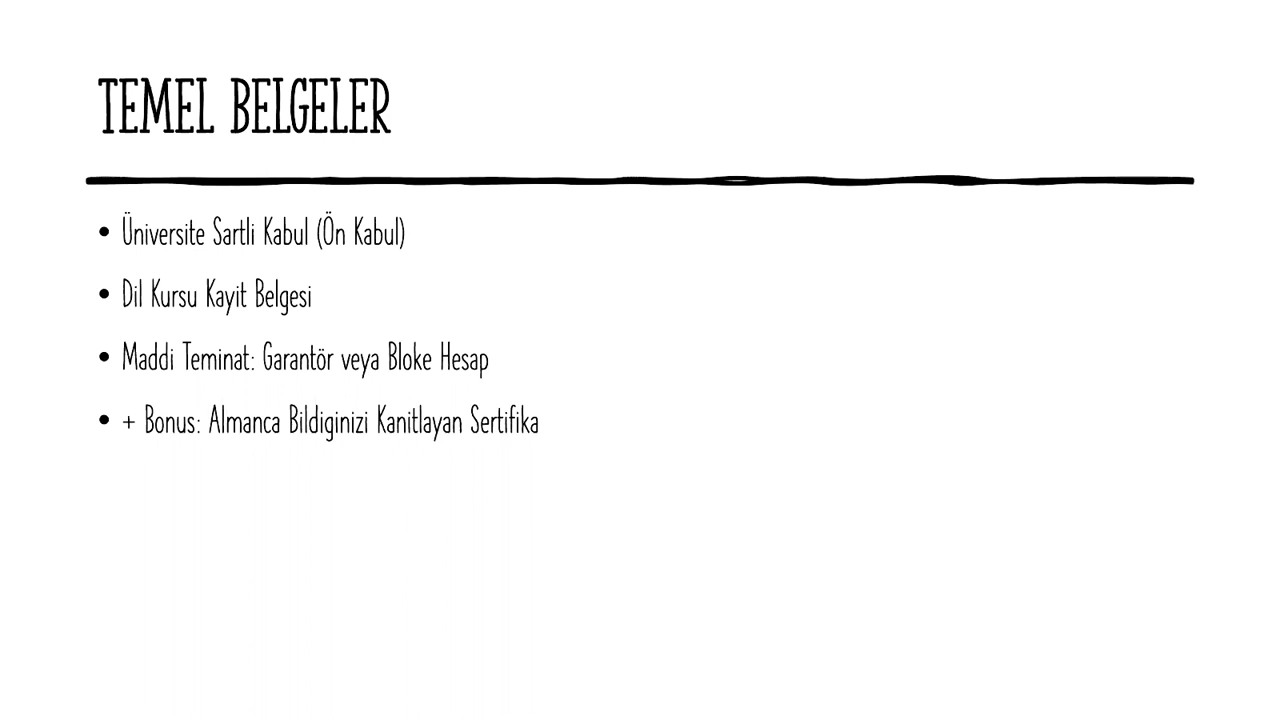 TEMEL BELGELER
• Üniversite Sartli Kabul (Ön Kabul)
• Dil Kursu Kayit Belgesi
• Maddi Teminat: Garantör veya Bloke Hesap
• + Bonus: Almanca Bildiginizi Kanitlayan Sertifika